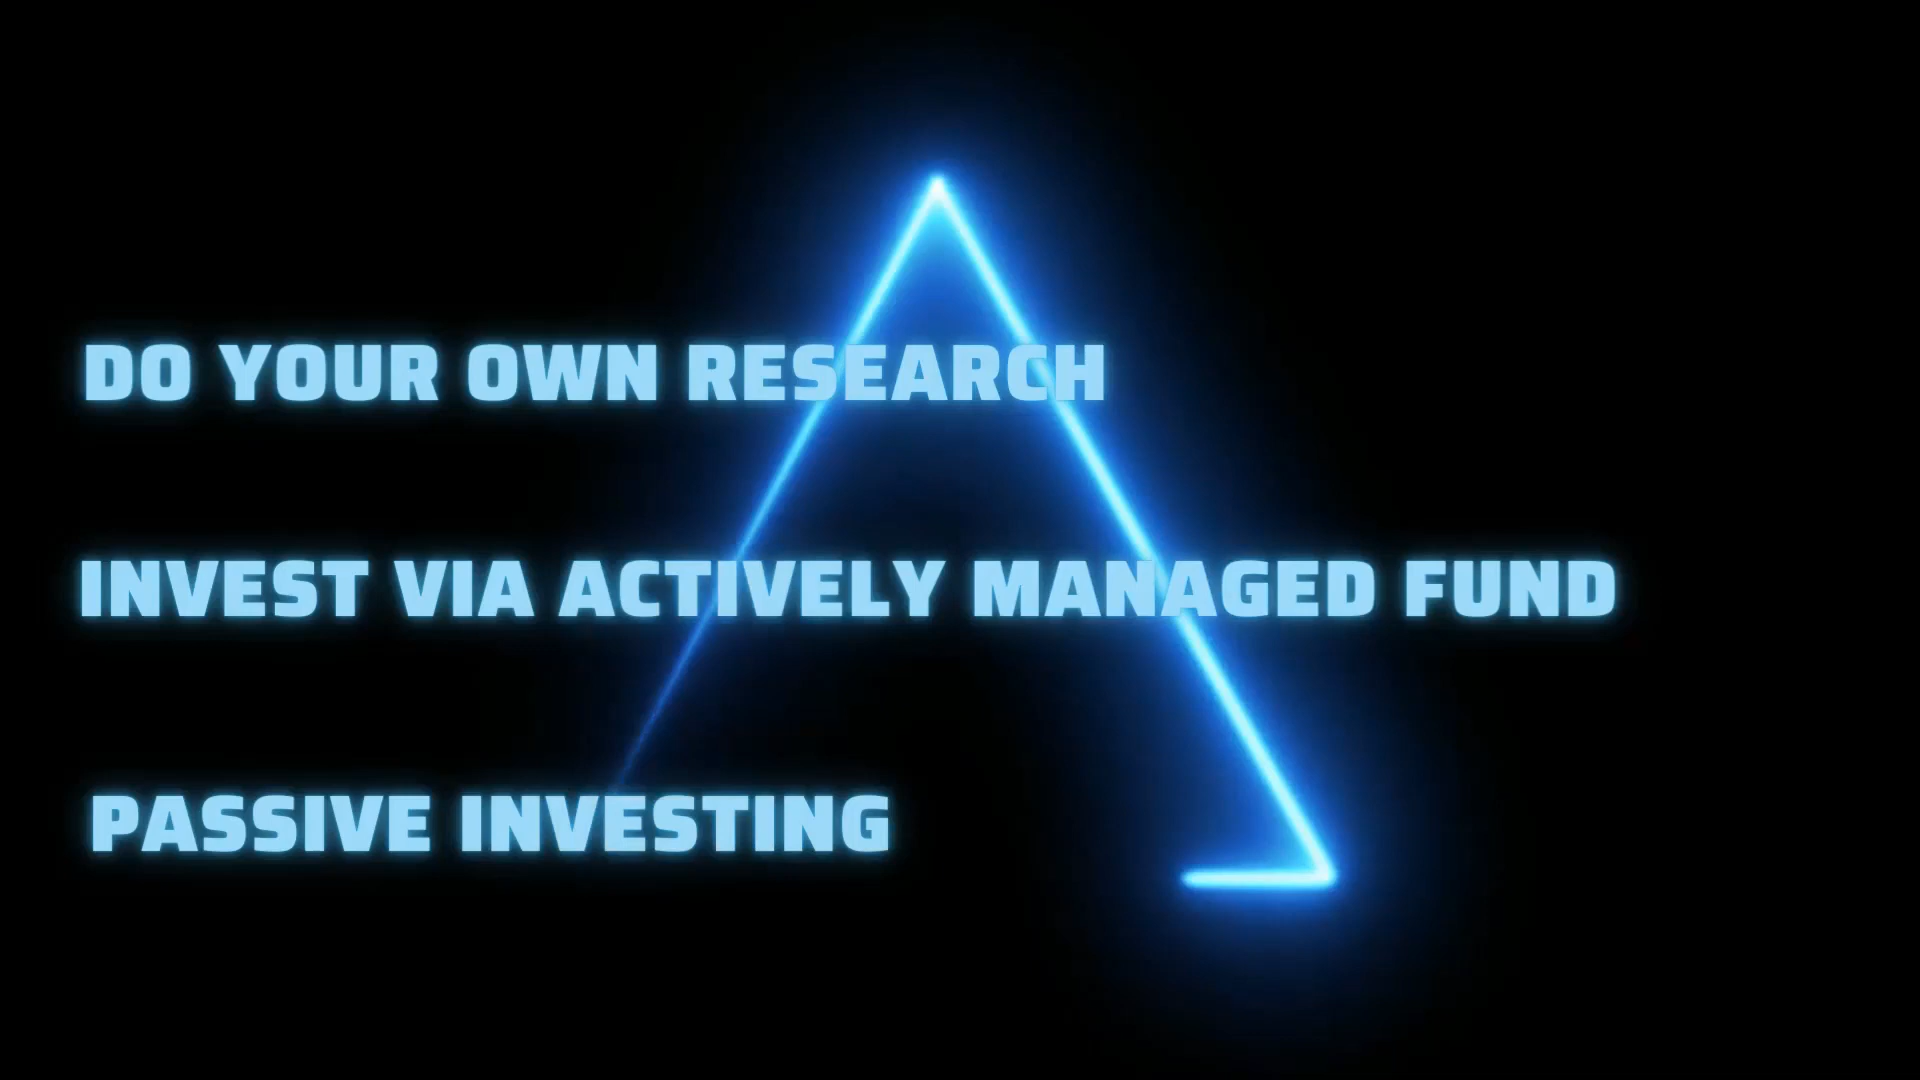 DO YOUR OWN RESEARCH
INVEST VIA ACTIVELY MANAGED FUND
PASSIVE INVESTING